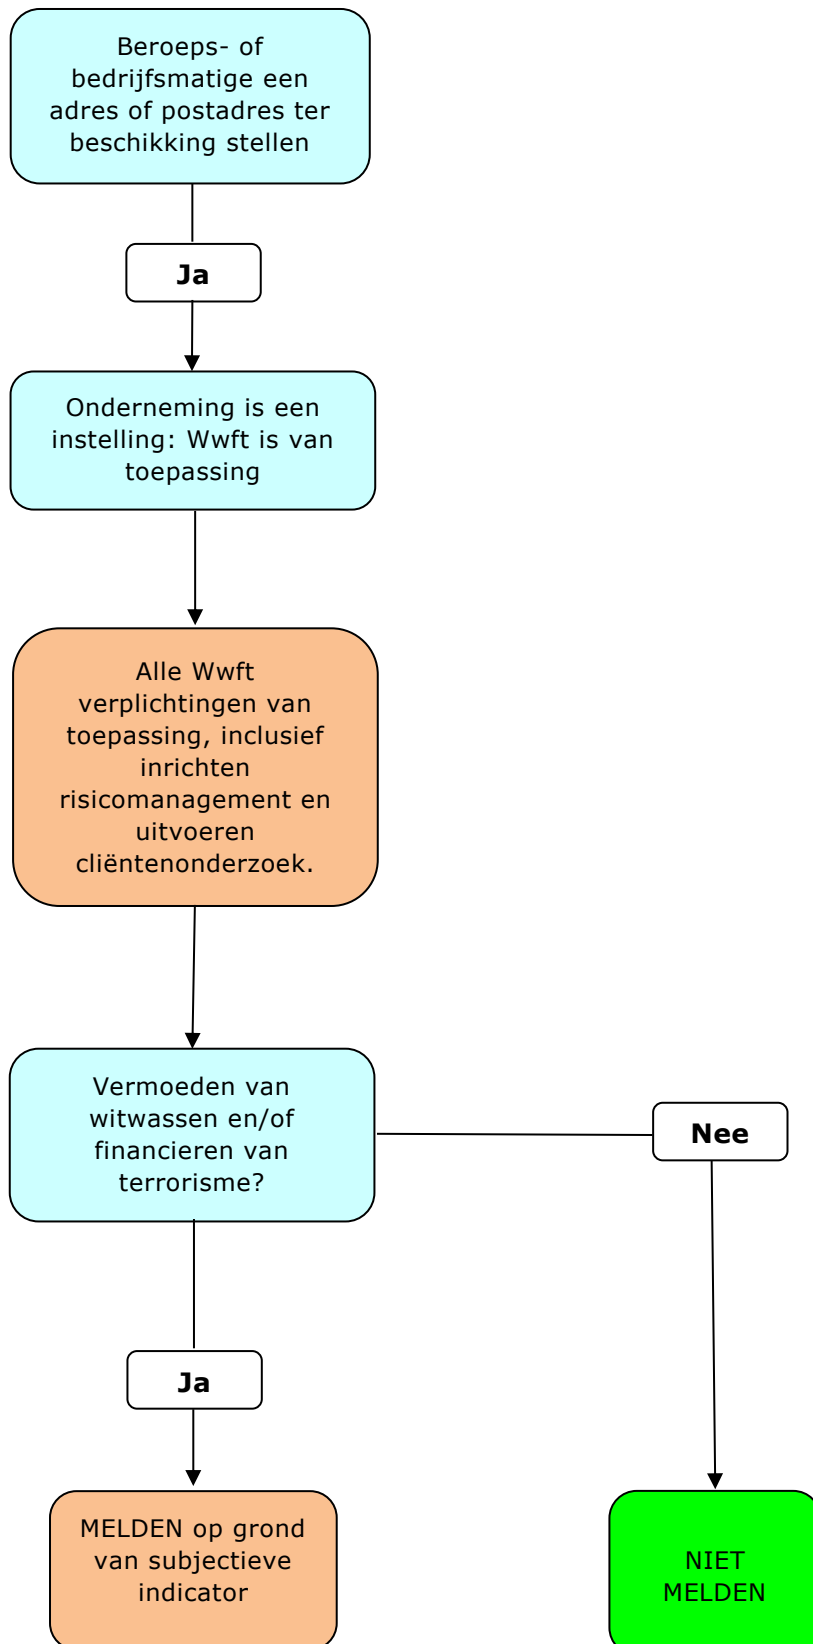 Beroeps- of
bedrijfsmatige een
adres of postadres ter
beschikking stellen
Ja
Onderneming is een
instelling: Wwft is van
toepassing
Alle Wwft
verplichtingen van
toepassing, inclusief
inrichten
risicomanagement en
uitvoeren
cliëntenonderzoek.
Vermoeden van
witwassen en/of
financieren van
terrorisme?
Nee
Ja
MELDEN op grond
van subjectieve
indicator
NIET
MELDEN